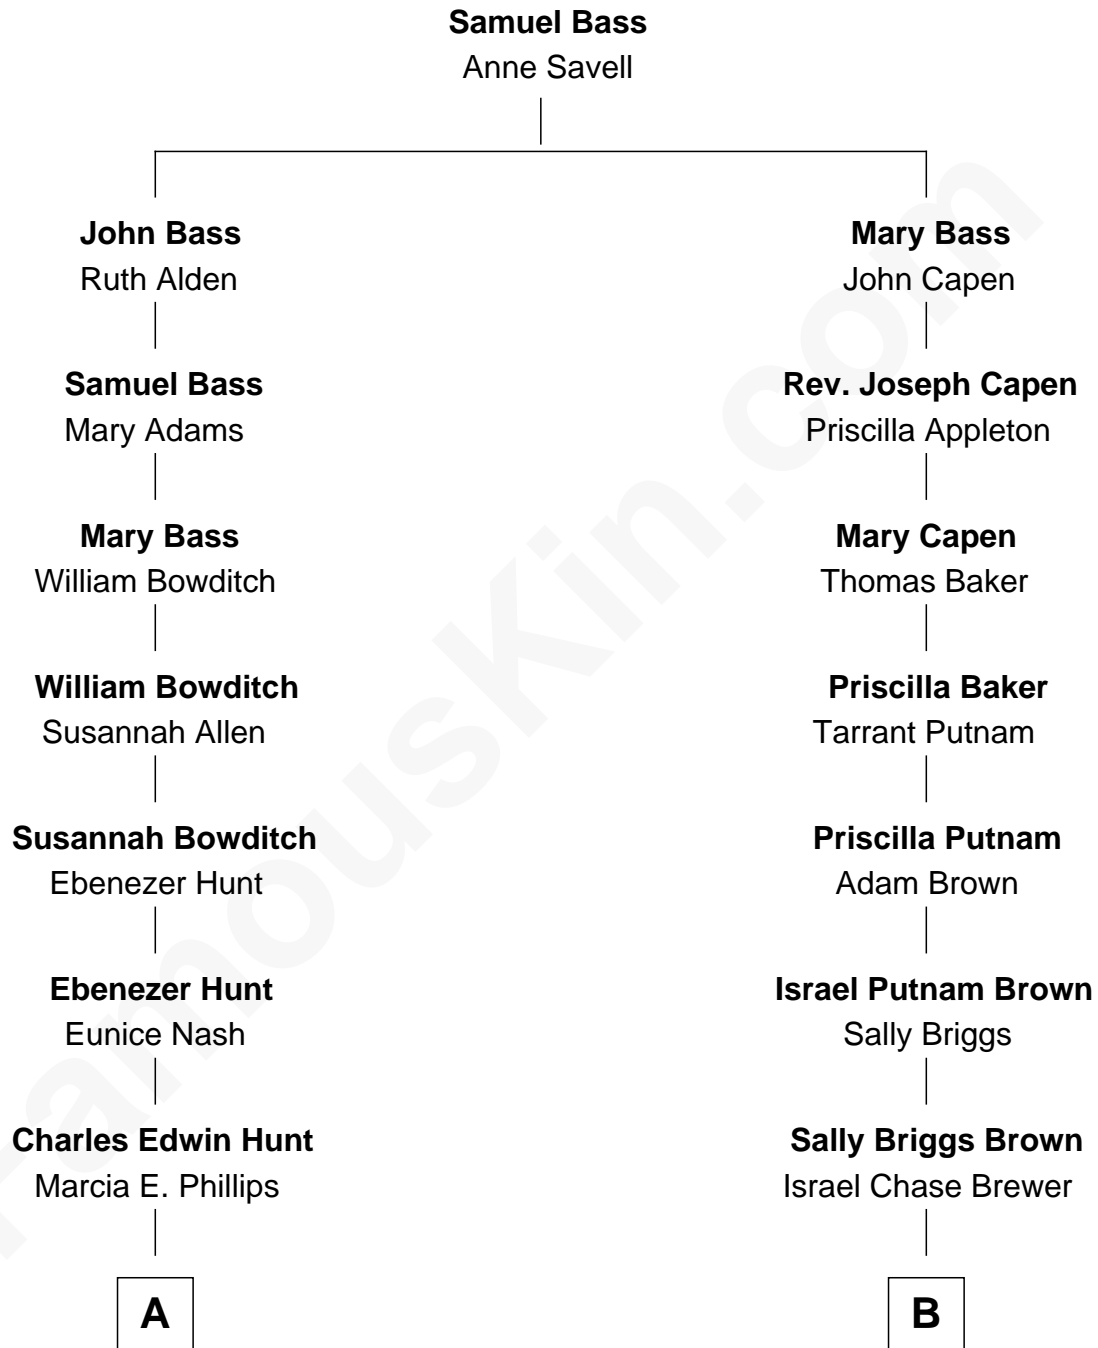 Samuel Bass
Anne Savell
John Bass
Ruth Alden
Mary Bass
John Capen
Samuel Bass
Mary Adams
Rev. Joseph Capen
Priscilla Appleton
Mary Bass
William Bowditch
Mary Capen
Thomas Baker
William Bowditch
Susannah Allen
Priscilla Baker
Tarrant Putnam
Susannah Bowditch
Ebenezer Hunt
Priscilla Putnam
Adam Brown
Ebenezer Hunt
Eunice Nash
Israel Putnam Brown
Sally Briggs
Charles Edwin Hunt
Marcia E. Phillips
Sally Briggs Brown
Israel Chase Brewer
A
B
FamousKin.com